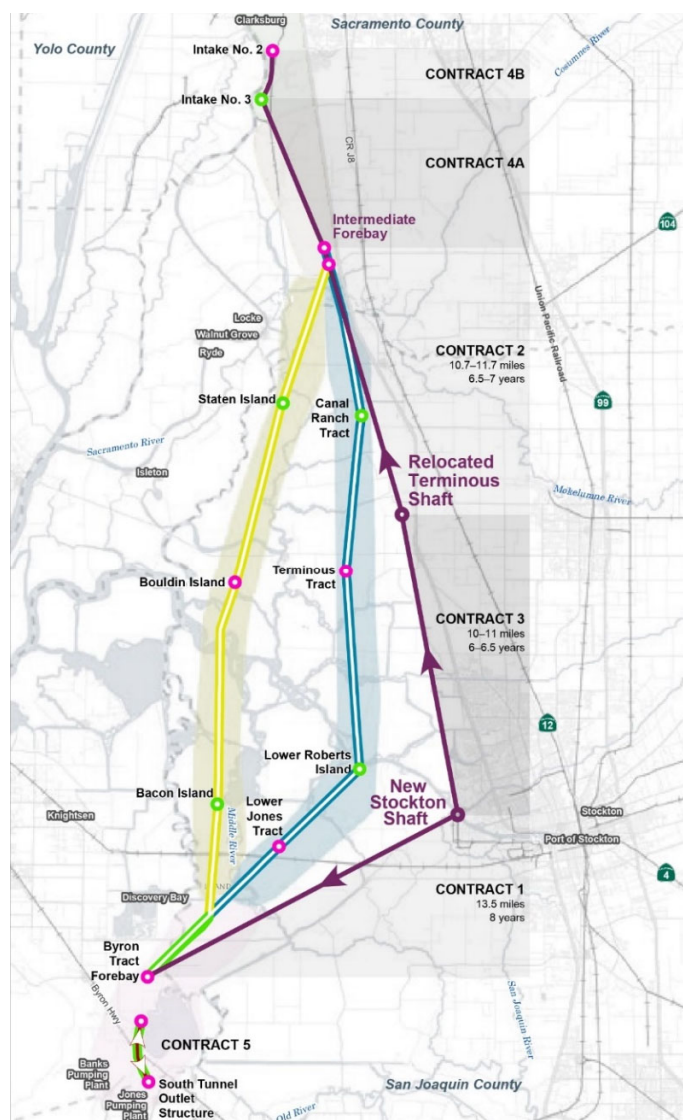 Clarksburg
Sacramento County
Yolo County
Intake No. 2
Cosumnes River
CONTRACT 4B
Intake No. 3
CR J8
CONTRACT 4A
Intermediate
Forebay
104
Union Pacific Railroad
Locke
Walnut Grove
Ryde
CONTRACT 2
10.7–11.7 miles
6.5–7 years
Staten Island
Canal
Ranch
Tract
99
Sacramento River
Isleton
Relocated
Terminous
Shaft
Mokelumne River
Bouldin Island
Terminous
Tract
CONTRACT 3
10–11 miles
6–6.5 years
12
Lower Roberts
Island
Bacon Island
Lower
Jones
Tract
New
Stockton
Shaft
Knightsen
Middle River
Stockton
Port of Stockton
4
Discovery Bay
CONTRACT 1
13.5 miles
8 years
Byron
Tract
Forebay
Byron Hwy
San Joaquin River
CONTRACT 5
Banks
Pumping
Plant
Jones
Pumping
Plant
South Tunnel
Outlet
Structure
San Joaquin County
Old River